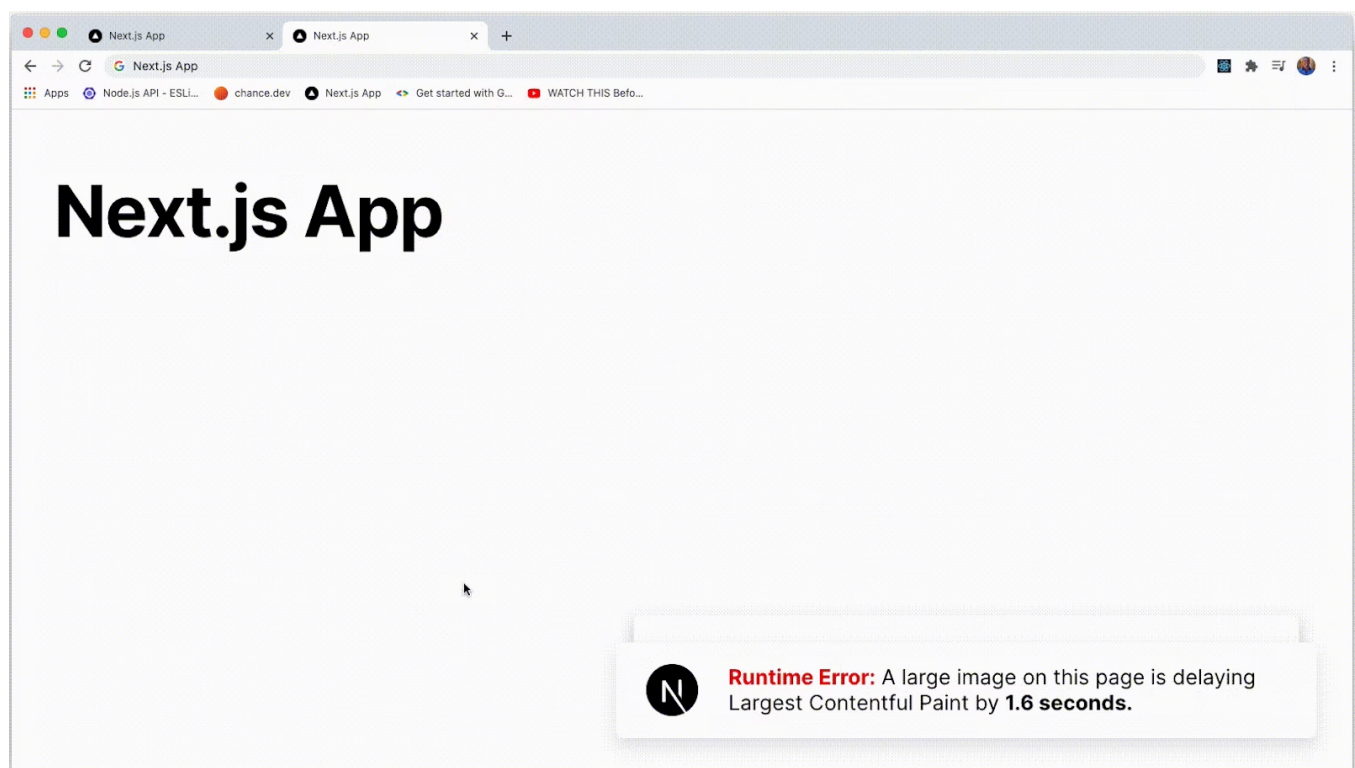 Next.js App
Next.js App
Next.js App
Apps
Node.js API - ESLi...
chance.dev
Next.js App
Get started with G...
WATCH THIS Befo...
Next.js App
Runtime Error: A large image on this page is delaying
Largest Contentful Paint by 1.6 seconds.